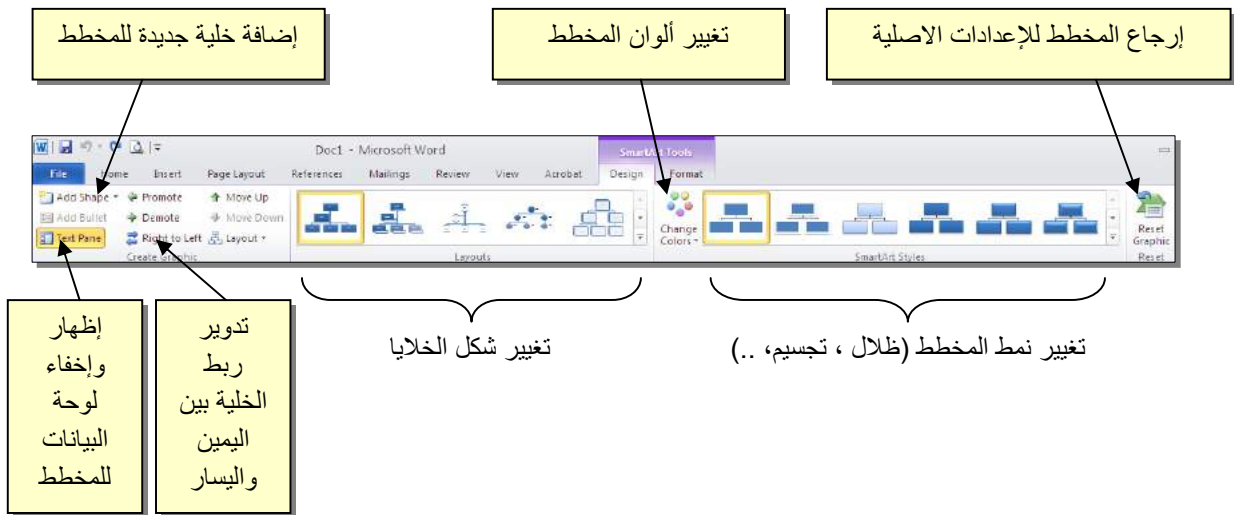 إضافة خلية جديدة للمخطط
تغيير ألوان المخطط
إرجاع المخطط للإعدادات الاصلية
Doc1 - Microsoft Word
SmartArt Tools
File Home Insert Page Layout References Mailings Review View Acrobat Design Format
Add Shape Promote Move Up
Add Bullet Demote Move Down
Text Pane Right to Left Layout
Change
Colors
Reset
Graphic
Create Graphic Layouts SmartArt Styles Reset
إظهار
وإخفاء
لوحة
البيانات
للمخطط
تدوير
ربط
الخلية بين
اليمين
واليسار
تغيير شكل الخلايا
تغيير نمط المخطط (ظلال ، تجسيم، ..)